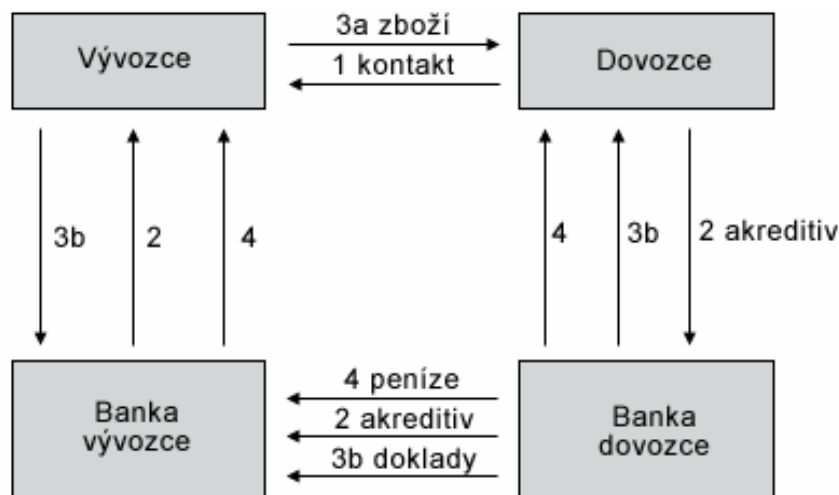 3a zboží
Vývozce
Dovozce
1 kontakt
3b
2
4
4
3b
2 akreditiv
4 peníze
Banka
vývozce
2 akreditiv
Banka
dovozce
3b doklady